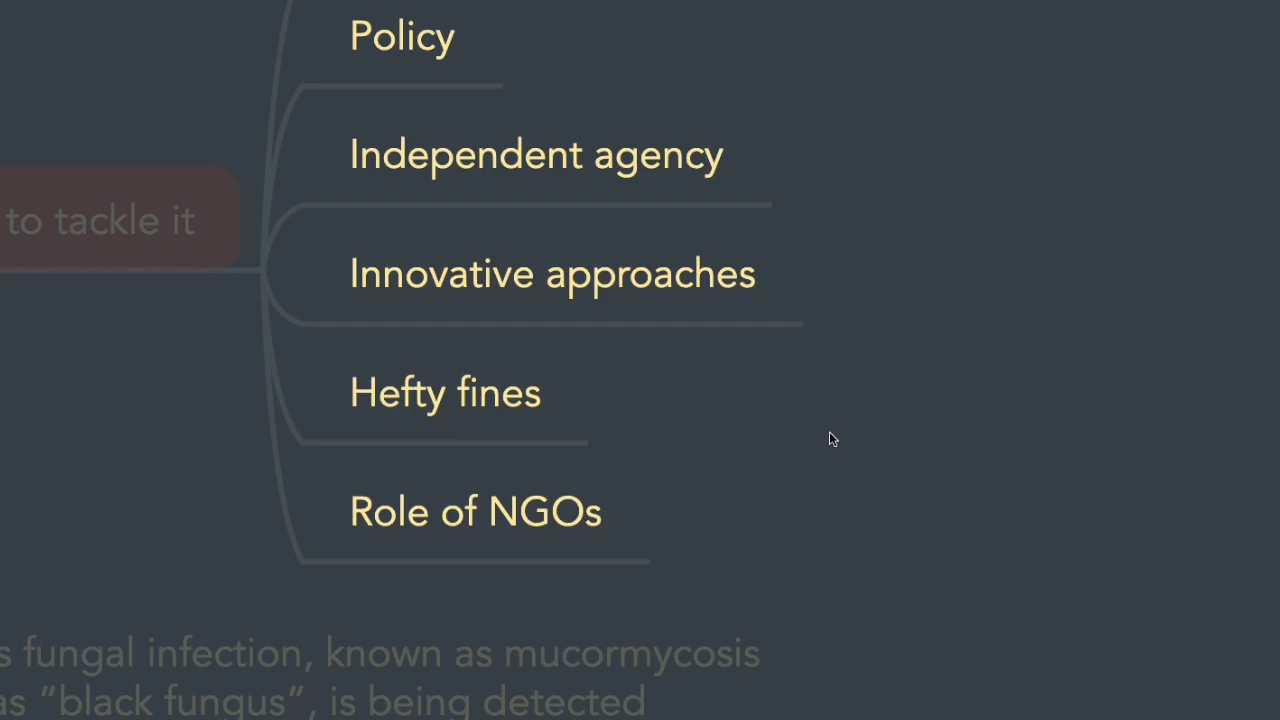 Policy
Independent agency
to tackle it
Innovative approaches
Hefty fines
Role of NGOs
s fungal infection, known as mucormycosis
as “black fungus”, is being detected